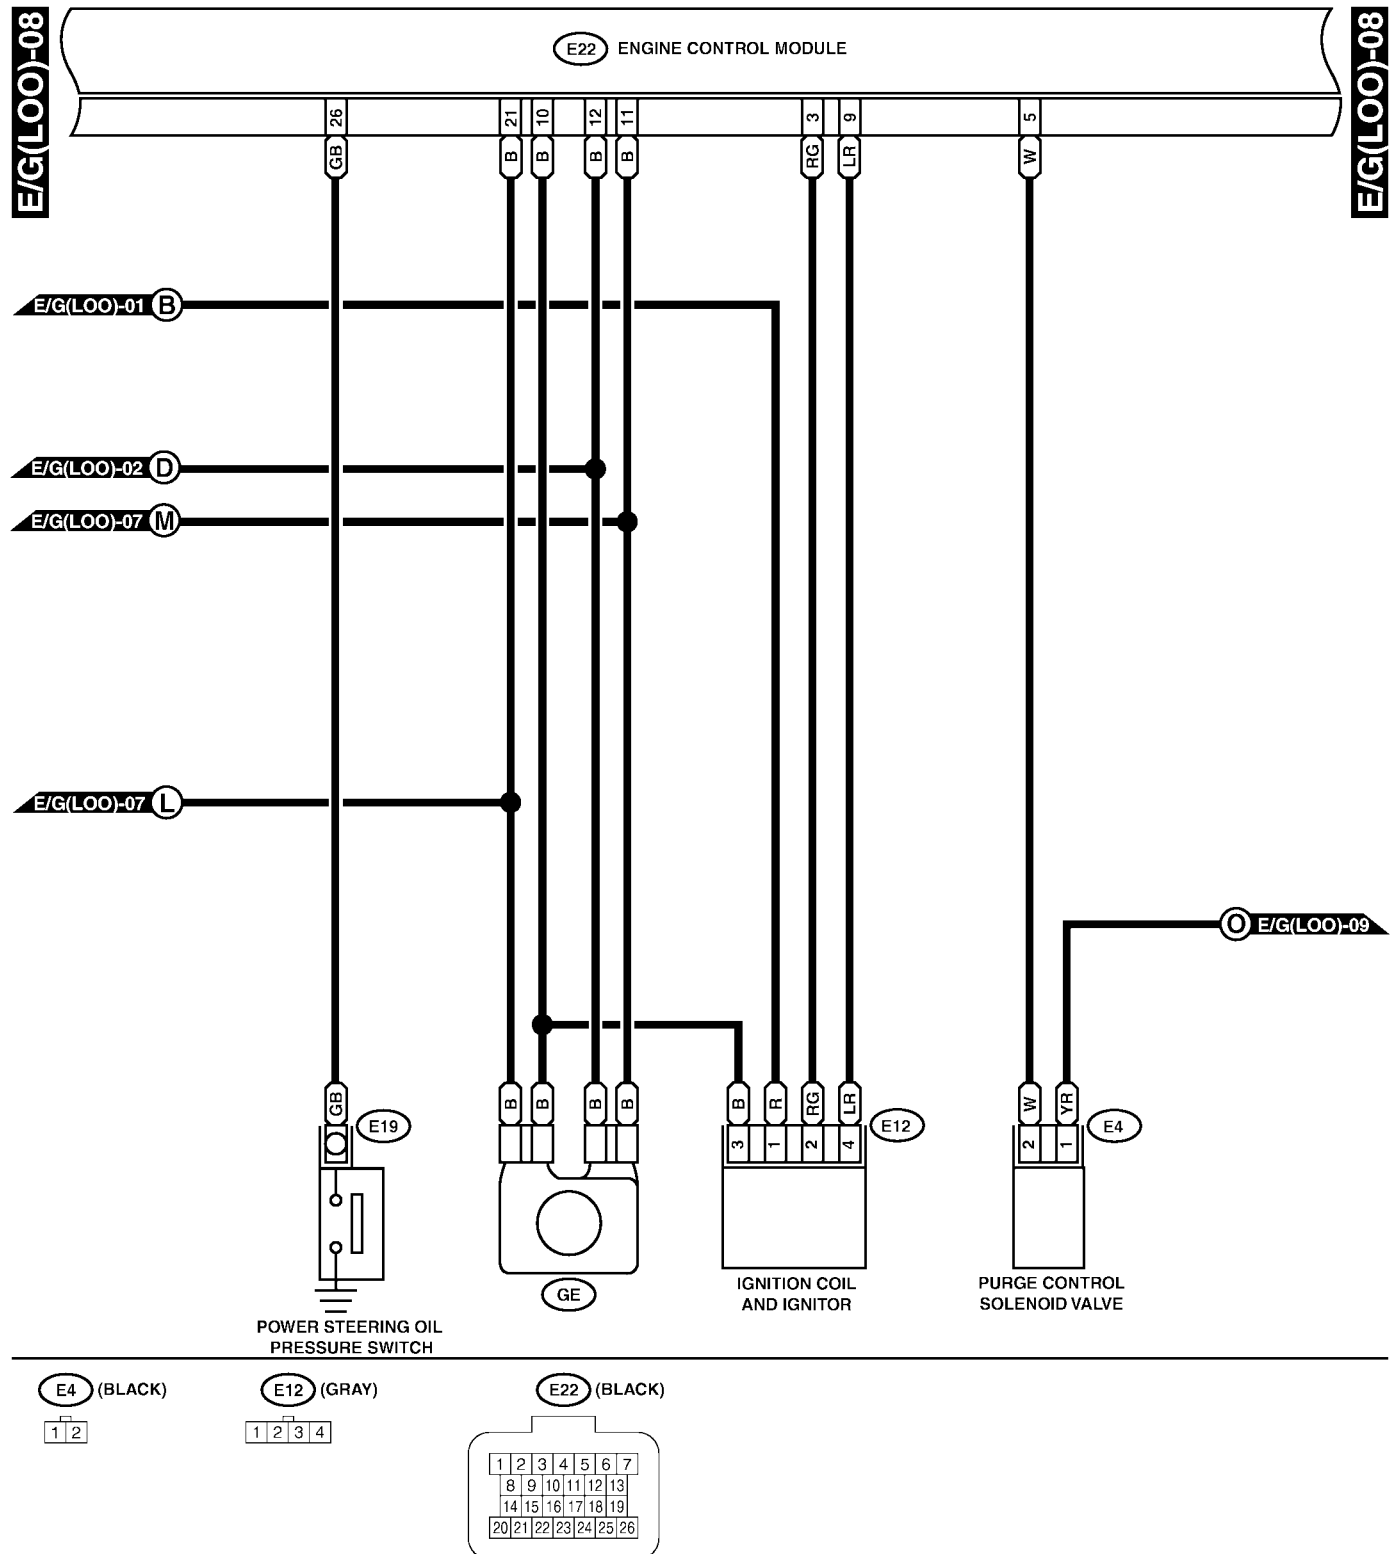 E/G(LOO)-08
E/G(LOO)-08
E22 ENGINE CONTROL MODULE
26 21 10 12 11 3 9 5
GB B B B B RG LR W
E/G(LOO)-01 B
E/G(LOO)-02 D
E/G(LOO)-07 M
E/G(LOO)-07 L
O E/G(LOO)-09
GB B B B B B R RG LR W YR
E19
3 1 2 4
E12
2 1
E4
GE
IGNITION COIL
AND IGNITOR
PURGE CONTROL
SOLENOID VALVE
POWER STEERING OIL
PRESSURE SWITCH
E4 (BLACK)
1 2
E12 (GRAY)
1 2 3 4
E22 (BLACK)
1 2 3 4 5 6 7
8 9 10 11 12 13
14 15 16 17 18 19
20 21 22 23 24 25 26